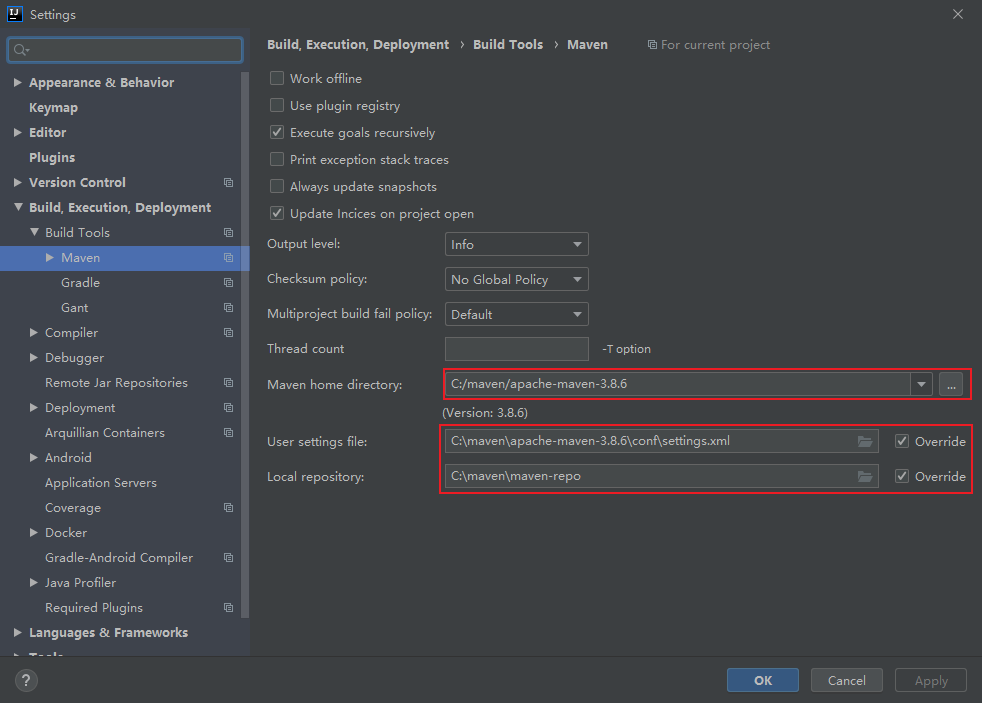 Settings
Appearance & Behavior
Keymap
Editor
Plugins
Version Control
Build, Execution, Deployment
Build Tools
Maven
Gradle
Gant
Compiler
Debugger
Remote Jar Repositories
Deployment
Arquillian Containers
Android
Application Servers
Coverage
Docker
Gradle-Android Compiler
Java Profiler
Required Plugins
Languages & Frameworks
Tools
Build, Execution, Deployment › Build Tools › Maven For current project
Work offline
Use plugin registry
Execute goals recursively
Print exception stack traces
Always update snapshots
Update Indices on project open
Output level: Info
Checksum policy: No Global Policy
Multiproject build fail policy: Default
Thread count -T option
Maven home directory: C:/maven/apache-maven-3.8.6 ...
(Version: 3.8.6)
User settings file: C:\maven\apache-maven-3.8.6\conf\settings.xml Override
Local repository: C:\maven\maven-repo Override
? OK Cancel Apply